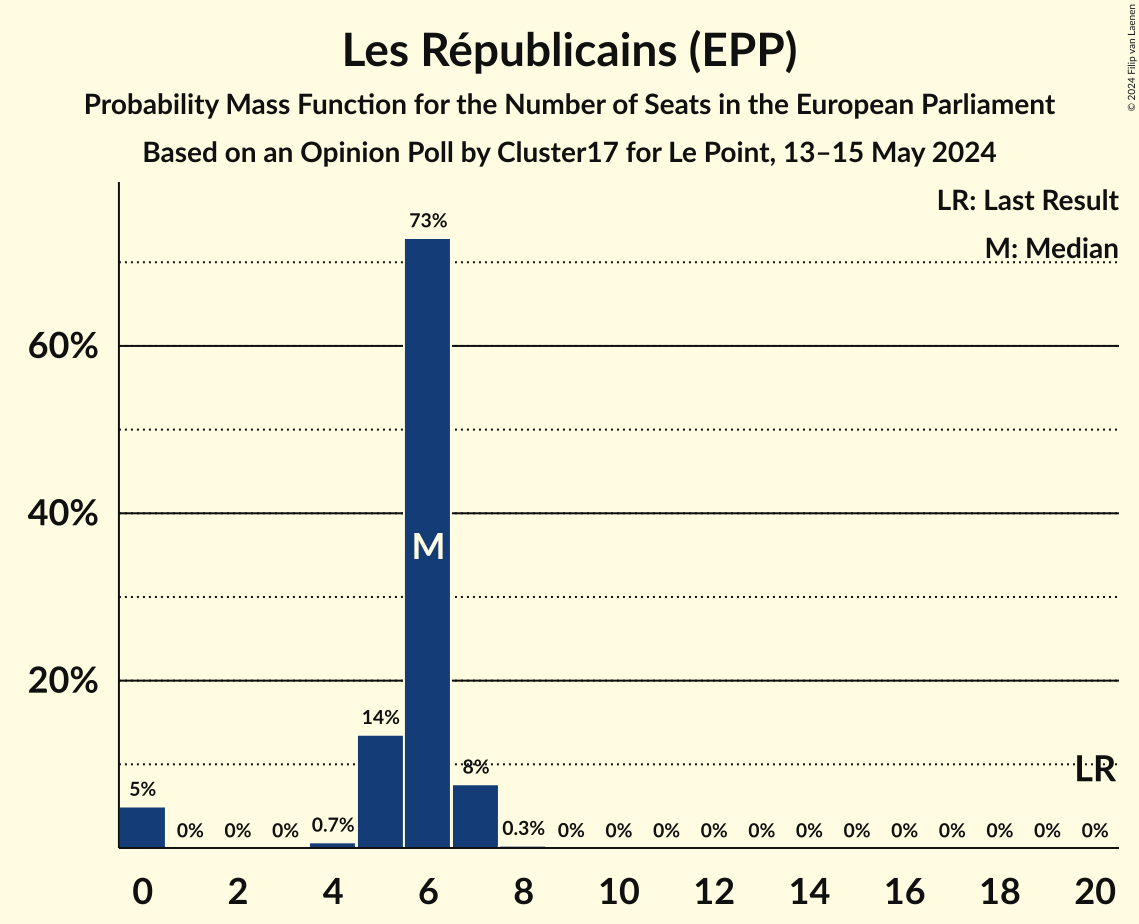 Les Républicains (EPP)
Probability Mass Function for the Number of Seats in the European Parliament
Based on an Opinion Poll by Cluster17 for Le Point, 13–15 May 2024
© 2024 Filip van Laenen
LR: Last Result
M: Median
60%
40%
20%
5%
0%
0%
0%
0.7%
14%
73%
M
8%
0.3%
0%
0%
0%
0%
0%
0%
0%
0%
0%
0%
0%
0%
LR
0 2 4 6 8 10 12 14 16 18 20